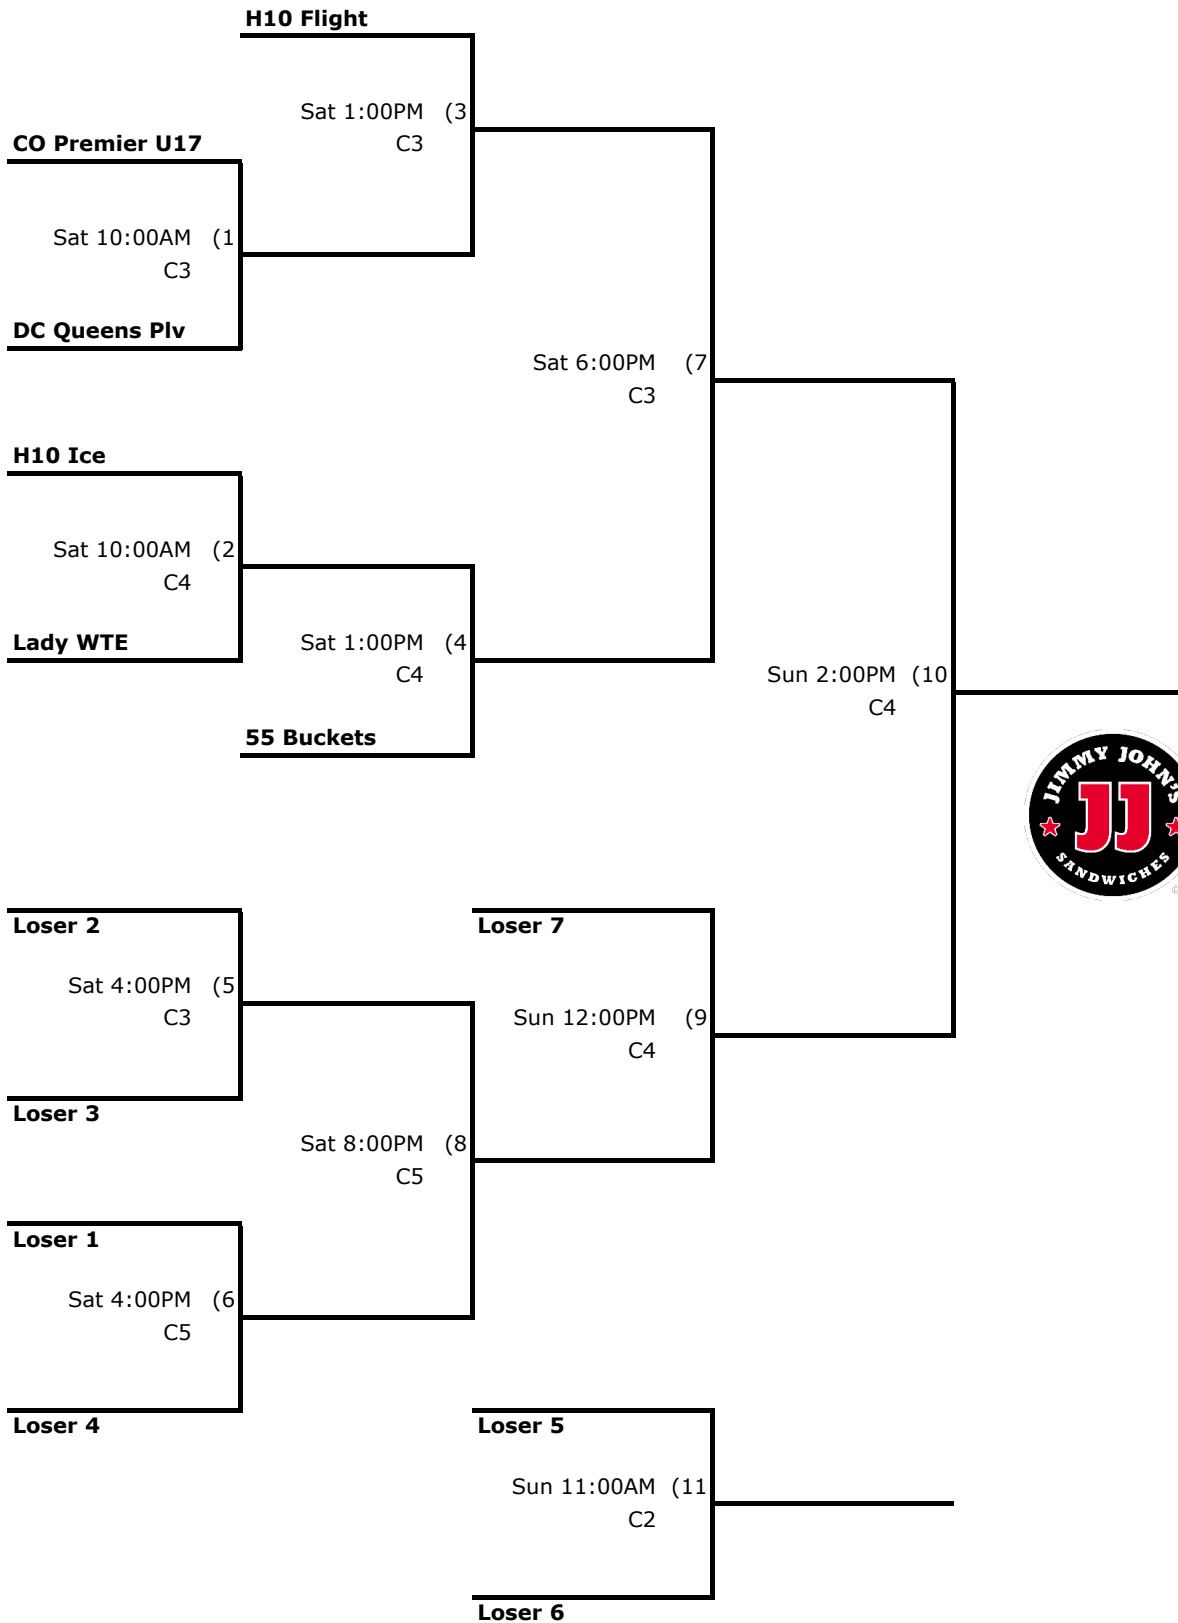 H10 Flight
Sat 1:00PM (3
C3
CO Premier U17
Sat 10:00AM (1
C3
DC Queens Plv
Sat 6:00PM (7
C3
H10 Ice
Sat 10:00AM (2
C4
Lady WTE
Sat 1:00PM (4
C4
Sun 2:00PM (10
C4
55 Buckets
JIMMY JOHN'S
JJ
SANDWICHES
Loser 2
Loser 7
Sat 4:00PM (5
C3
Sun 12:00PM (9
C4
Loser 3
Sat 8:00PM (8
C5
Loser 1
Sat 4:00PM (6
C5
Loser 4
Loser 5
Sun 11:00AM (11
C2
Loser 6